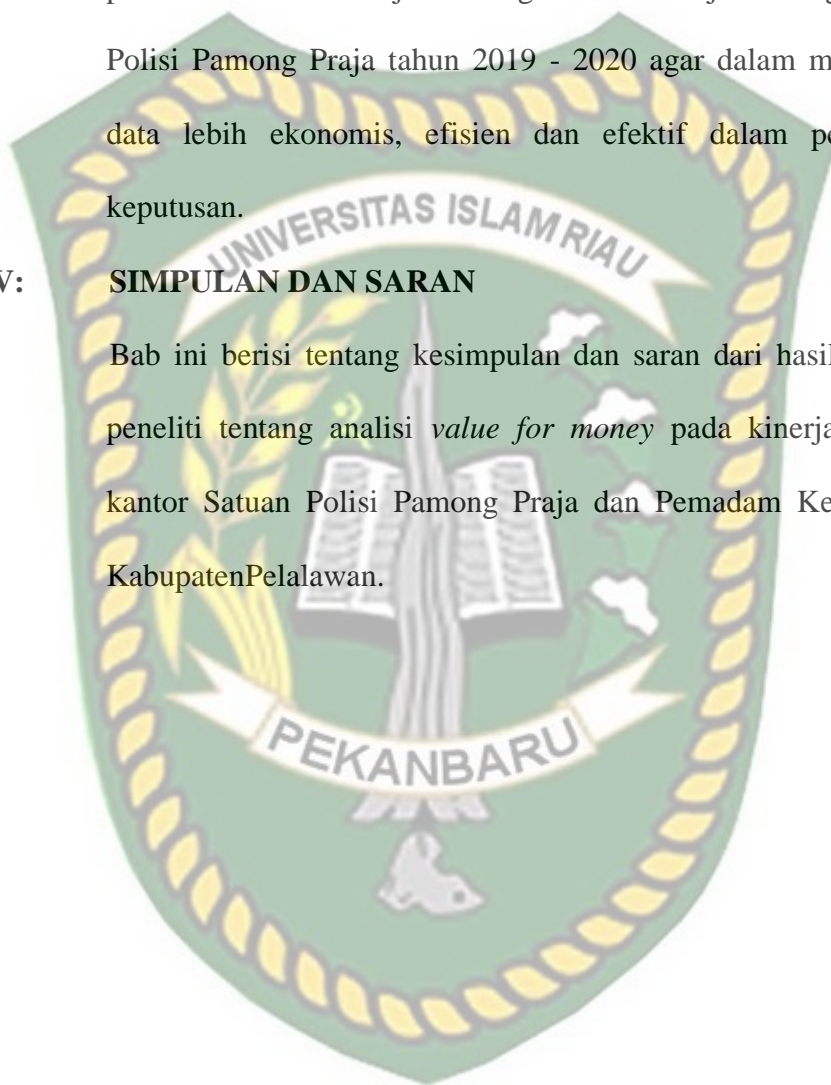 Polisi Pamong Praja tahun 2019 - 2020 agar dalam
data lebih ekonomis, efisien dan efektif dalam
keputusan.
UNIVERSITAS ISLAM RIAU
V: SIMPULAN DAN SARAN
Bab ini berisi tentang kesimpulan dan saran dari hasil
peneliti tentang analisi value for money pada kinerja
kantor Satuan Polisi Pamong Praja dan Pemadam
KabupatenPelalawan.
PEKANBARU